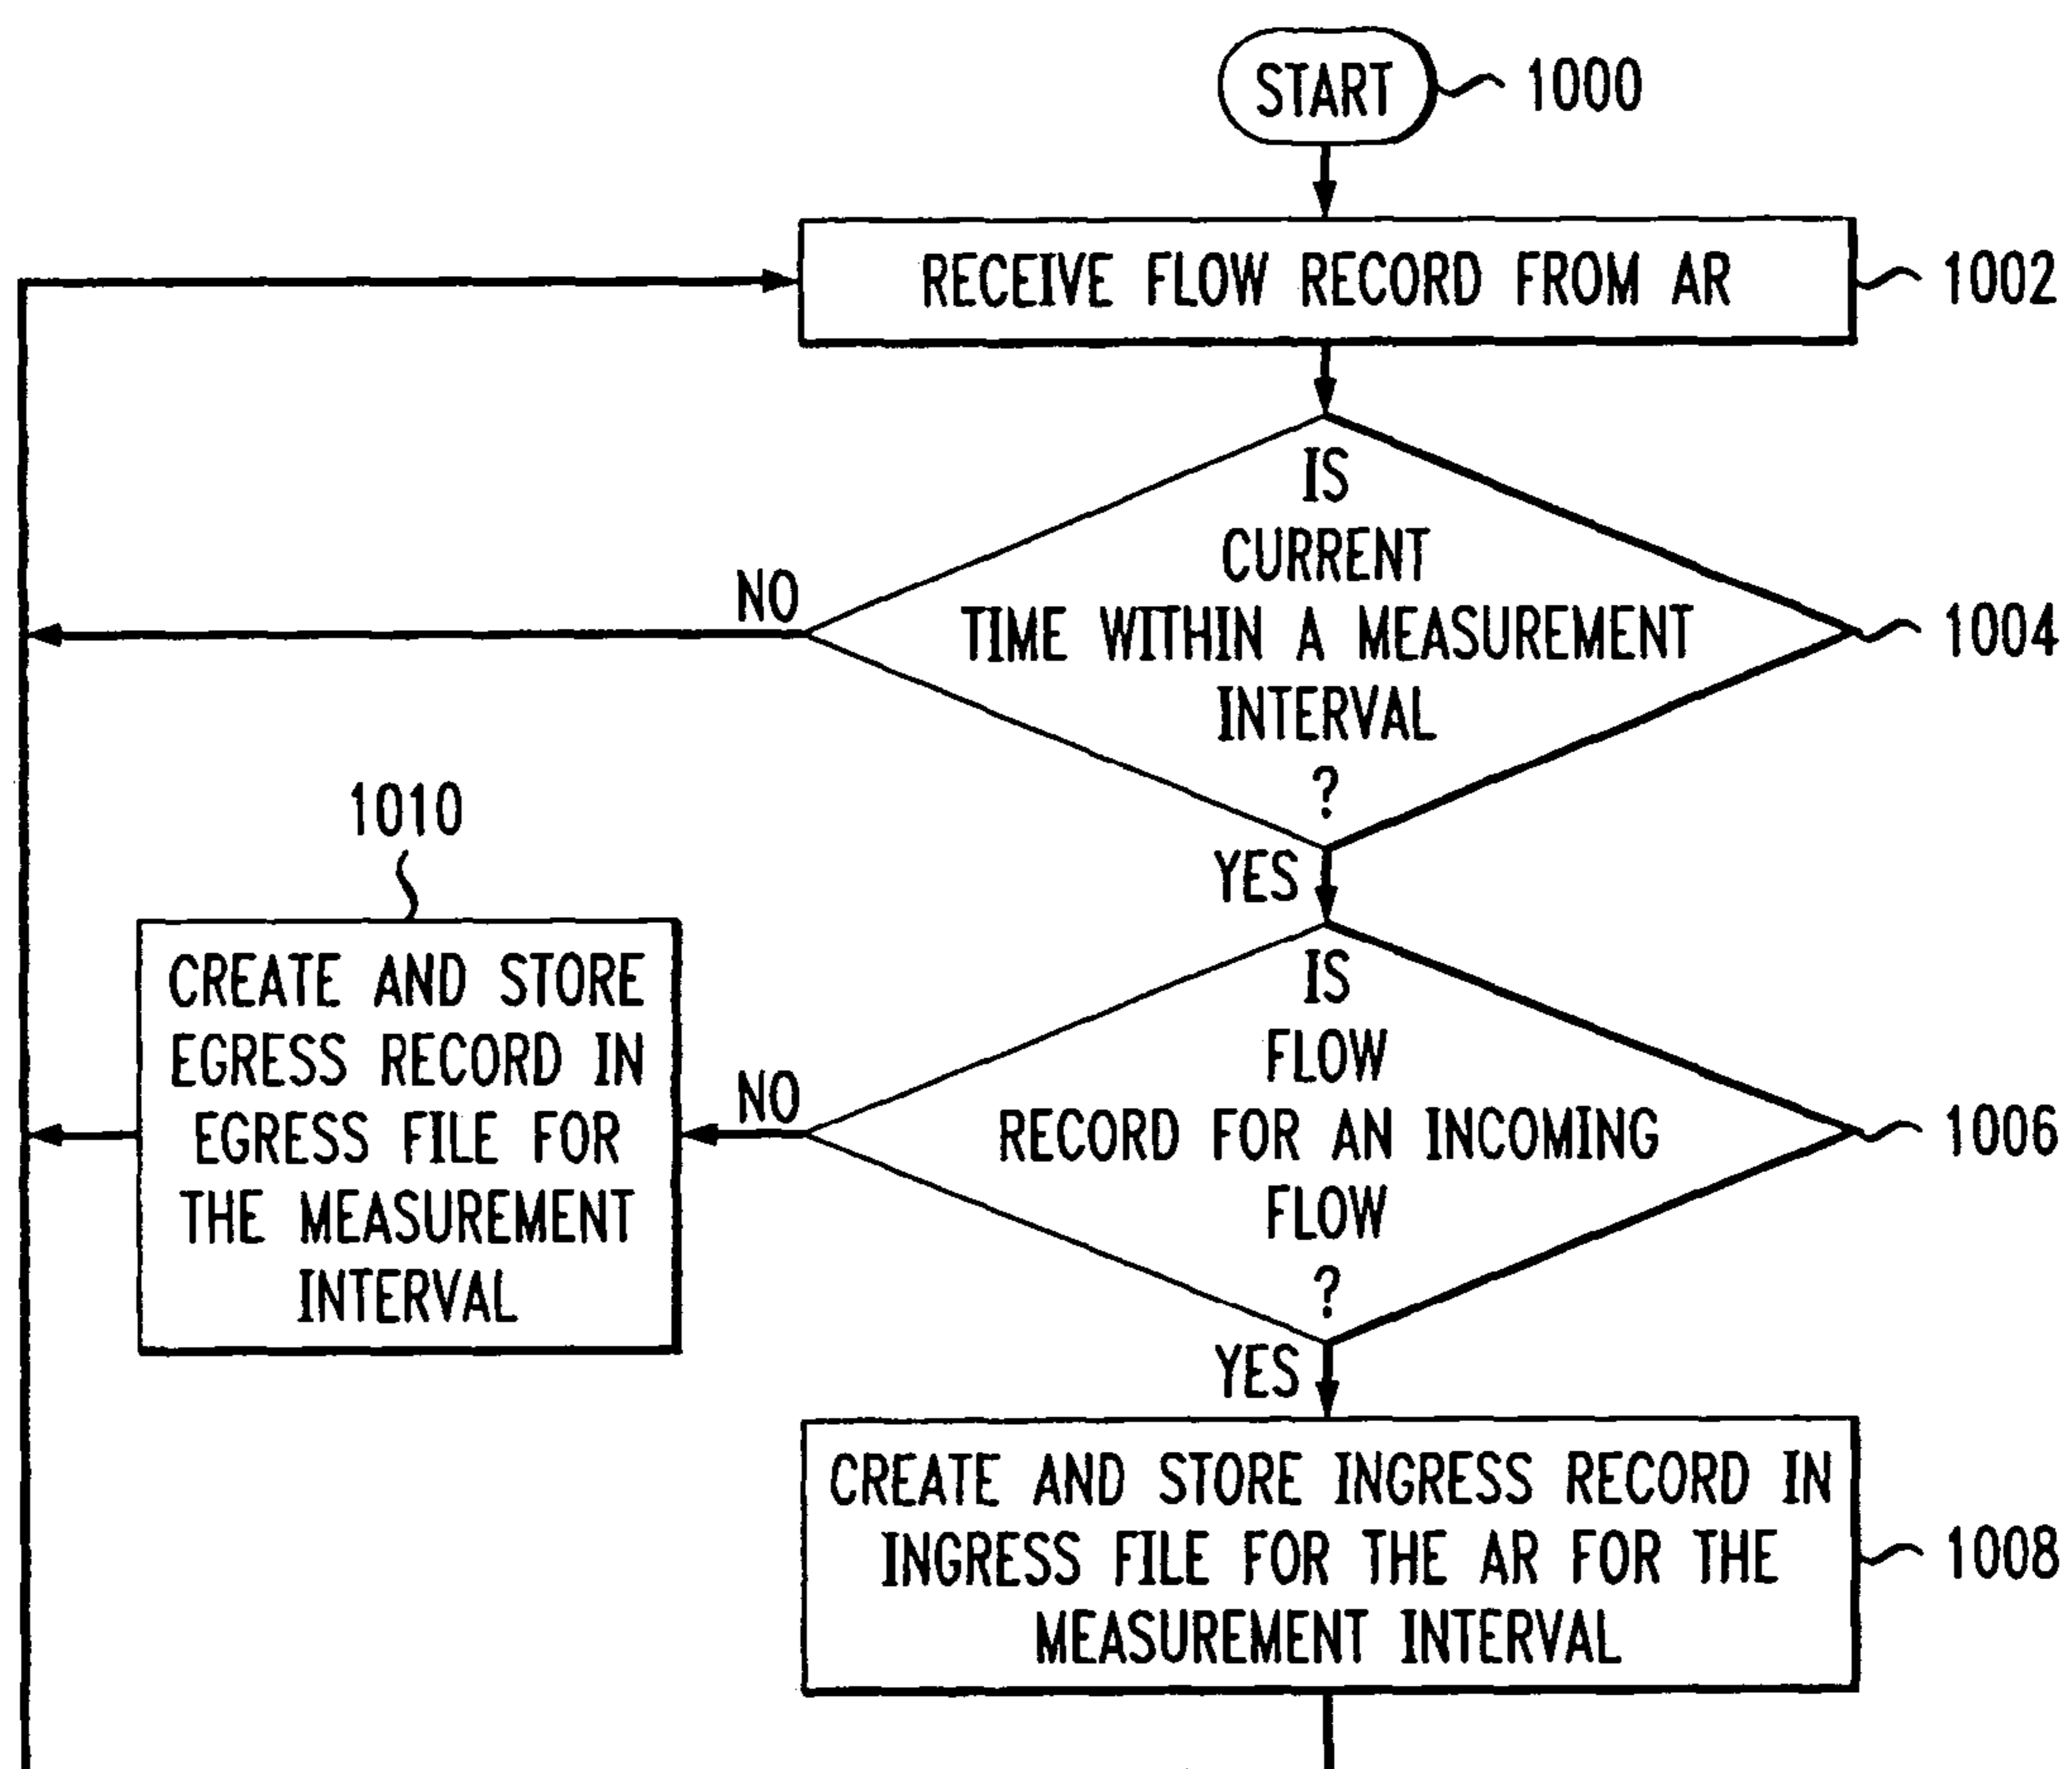 START
1000
RECEIVE FLOW RECORD FROM AR
1002
IS
CURRENT
TIME WITHIN A MEASUREMENT
INTERVAL
?
1004
NO
YES
IS
FLOW
RECORD FOR AN INCOMING
FLOW
?
1006
NO
1010
CREATE AND STORE
EGRESS RECORD IN
EGRESS FILE FOR
THE MEASUREMENT
INTERVAL
YES
CREATE AND STORE INGRESS RECORD IN
INGRESS FILE FOR THE AR FOR THE
MEASUREMENT INTERVAL
1008